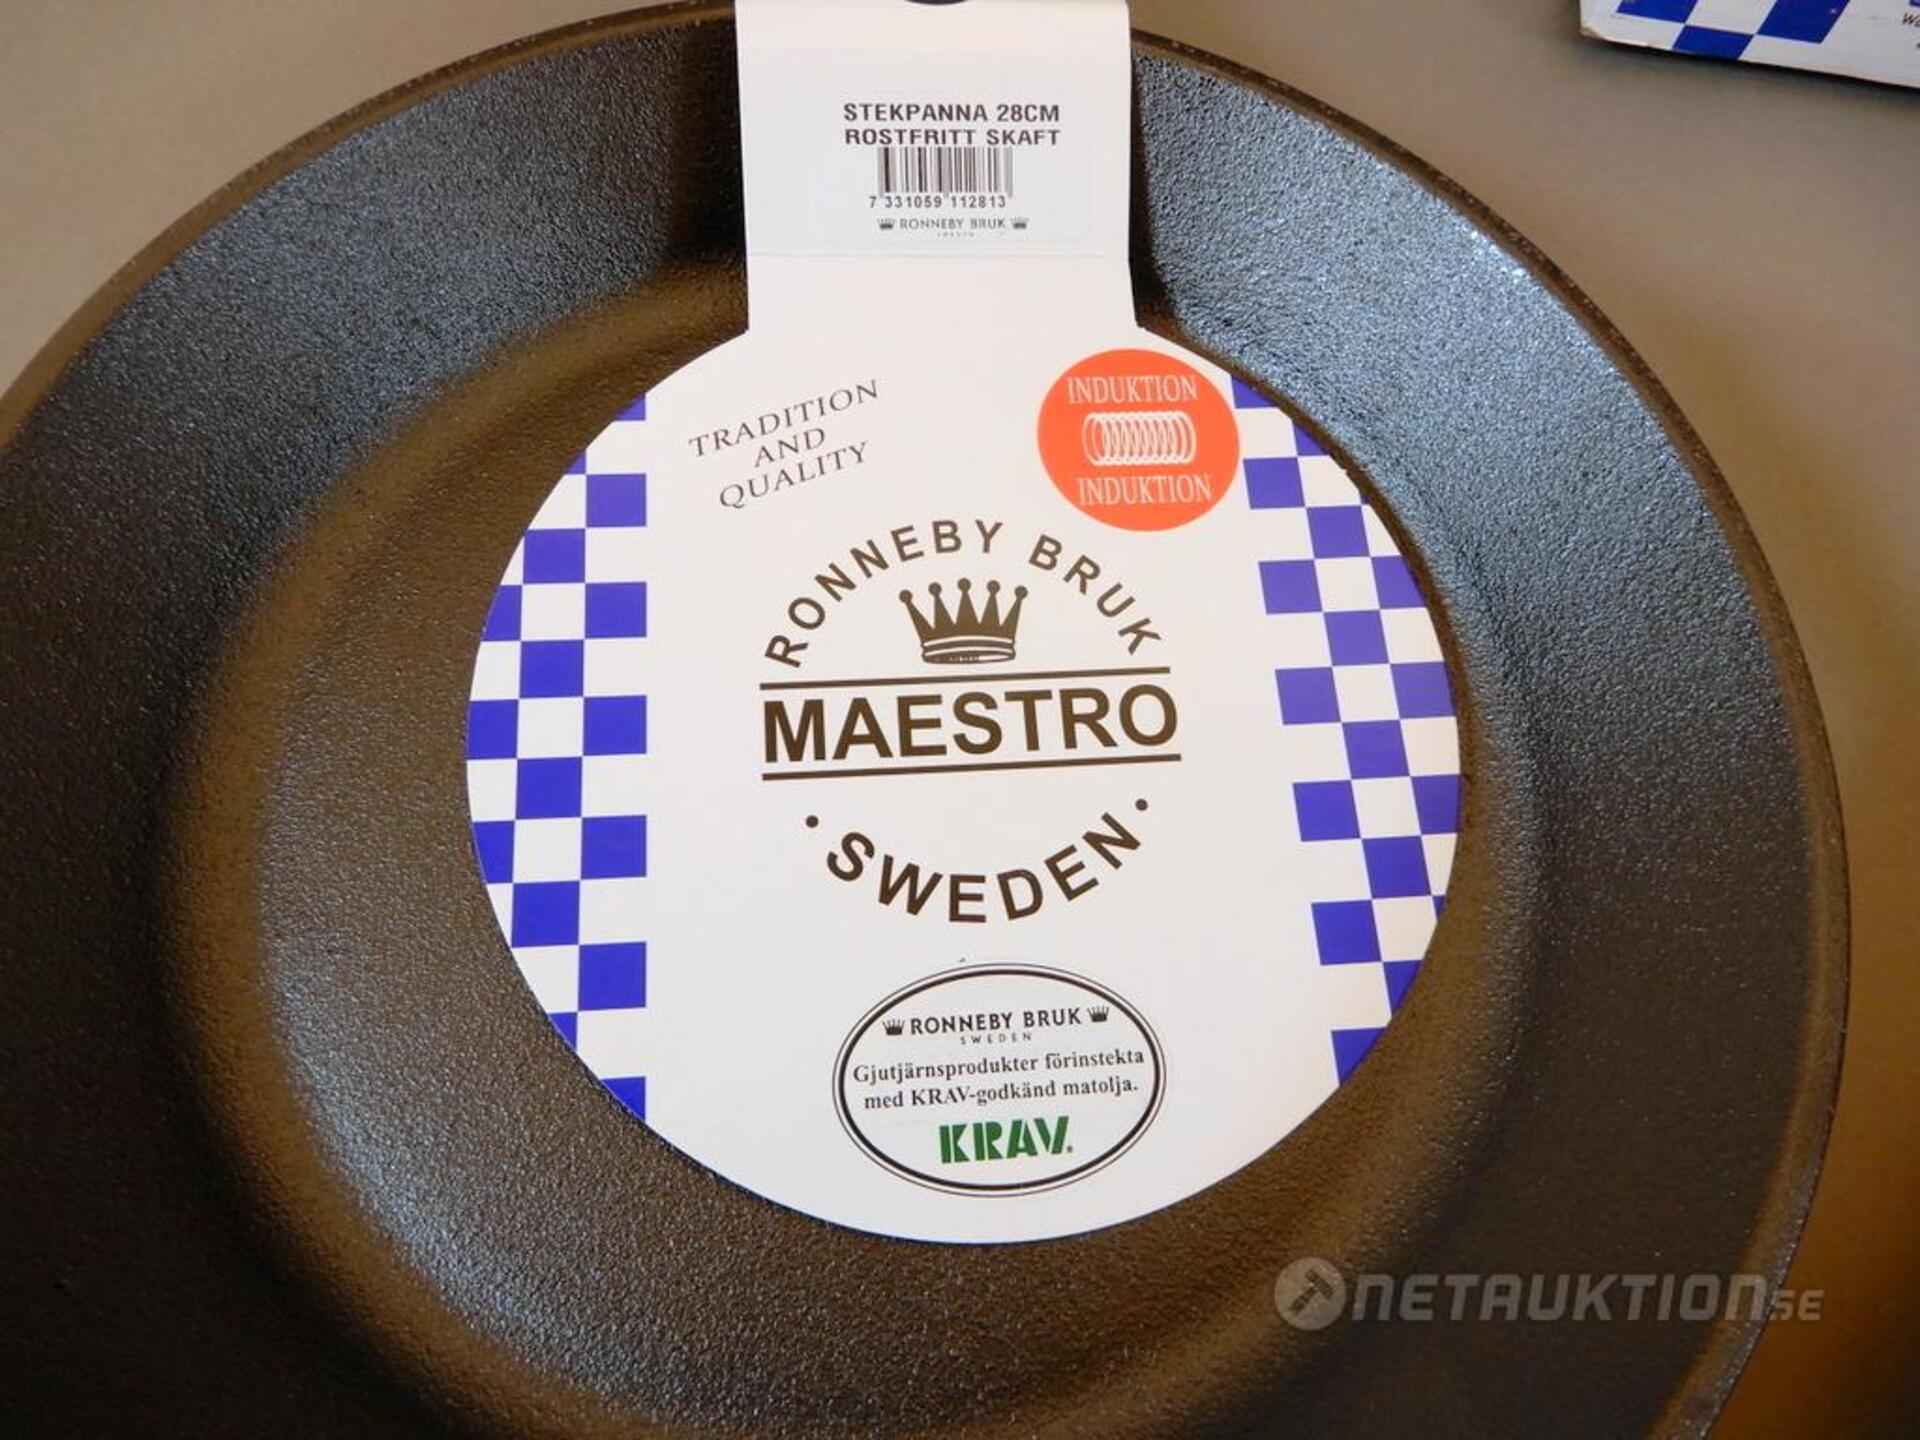 STEKPANNA 28CM
ROSTFRITT SKAFT
7 331059 112813
RONNEBY BRUK
SWEDEN
TRADITION
AND
QUALITY
INDUKTION
INDUKTION
RONNEBY BRUK
MAESTRO
· SWEDEN ·
RONNEBY BRUK
SWEDEN
Gjutjärnsprodukter förinstekta
med KRAV-godkänd matolja.
KRAV
NETAUKTION.SE